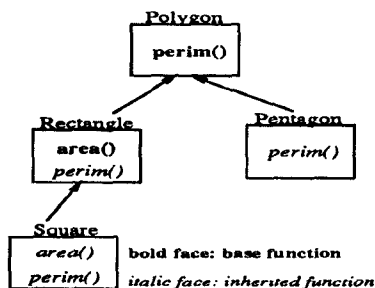 Polygon
perim()
Rectangle
Pentagon
area()
perim()
perim()
Square
area()
bold face: base function
perim()
italic face: inherited function